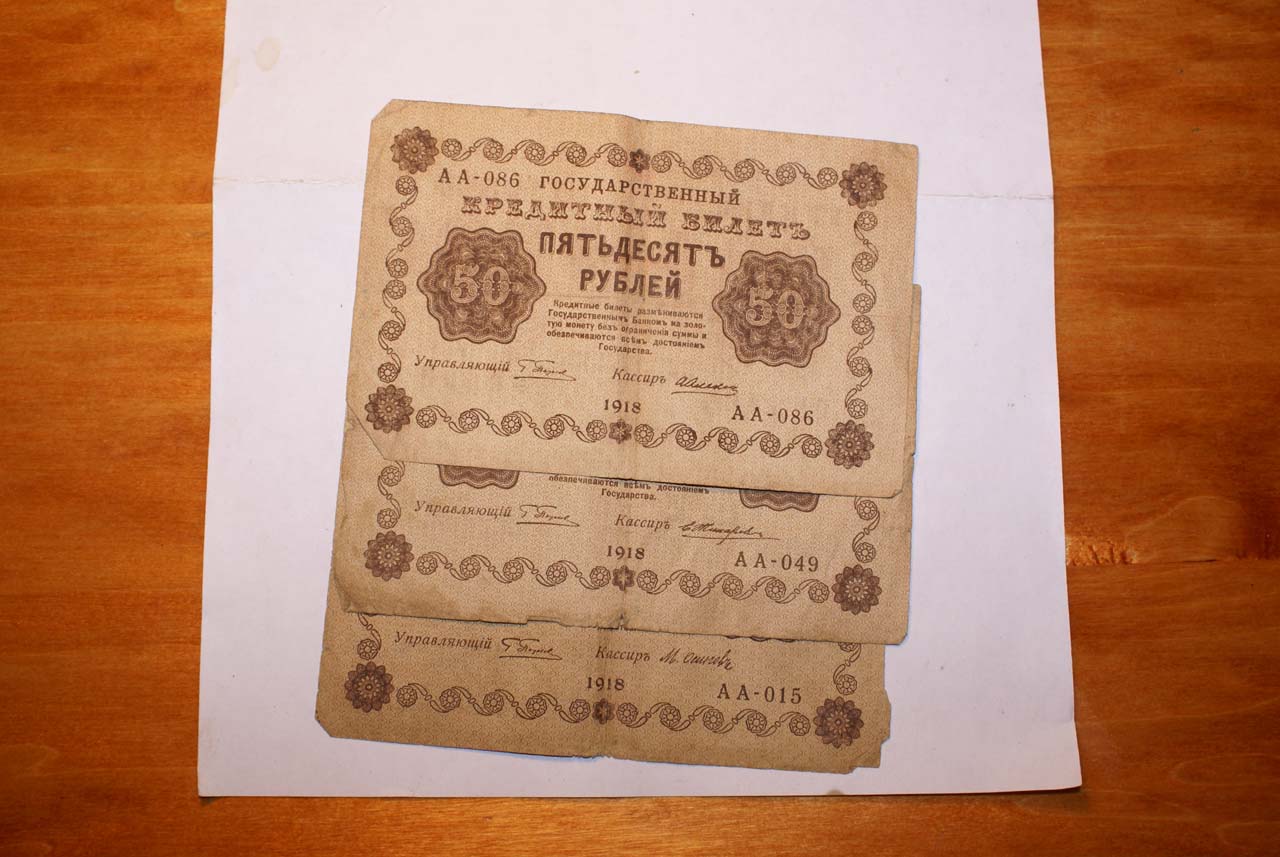 АА-086 ГОСУДАРСТВЕННЫЙ
КРЕДИТНЫЙ БИЛЕТЪ
ПЯТЬДЕСЯТЪ
РУБЛЕЙ
50
50
Кредитные билеты размѣниваются
Государственнымъ Банкомъ на золо-
тую монету безъ ограниченія суммы и
обезпечиваются всѣмъ достояніемъ
Государства.
Управляющій Кассиръ
1918
АА-086
обезпечиваются всѣмъ достояніемъ
Государства.
Управляющій Кассиръ
1918
АА-049
Управляющій Кассиръ М. Осиповъ
1918
АА-015